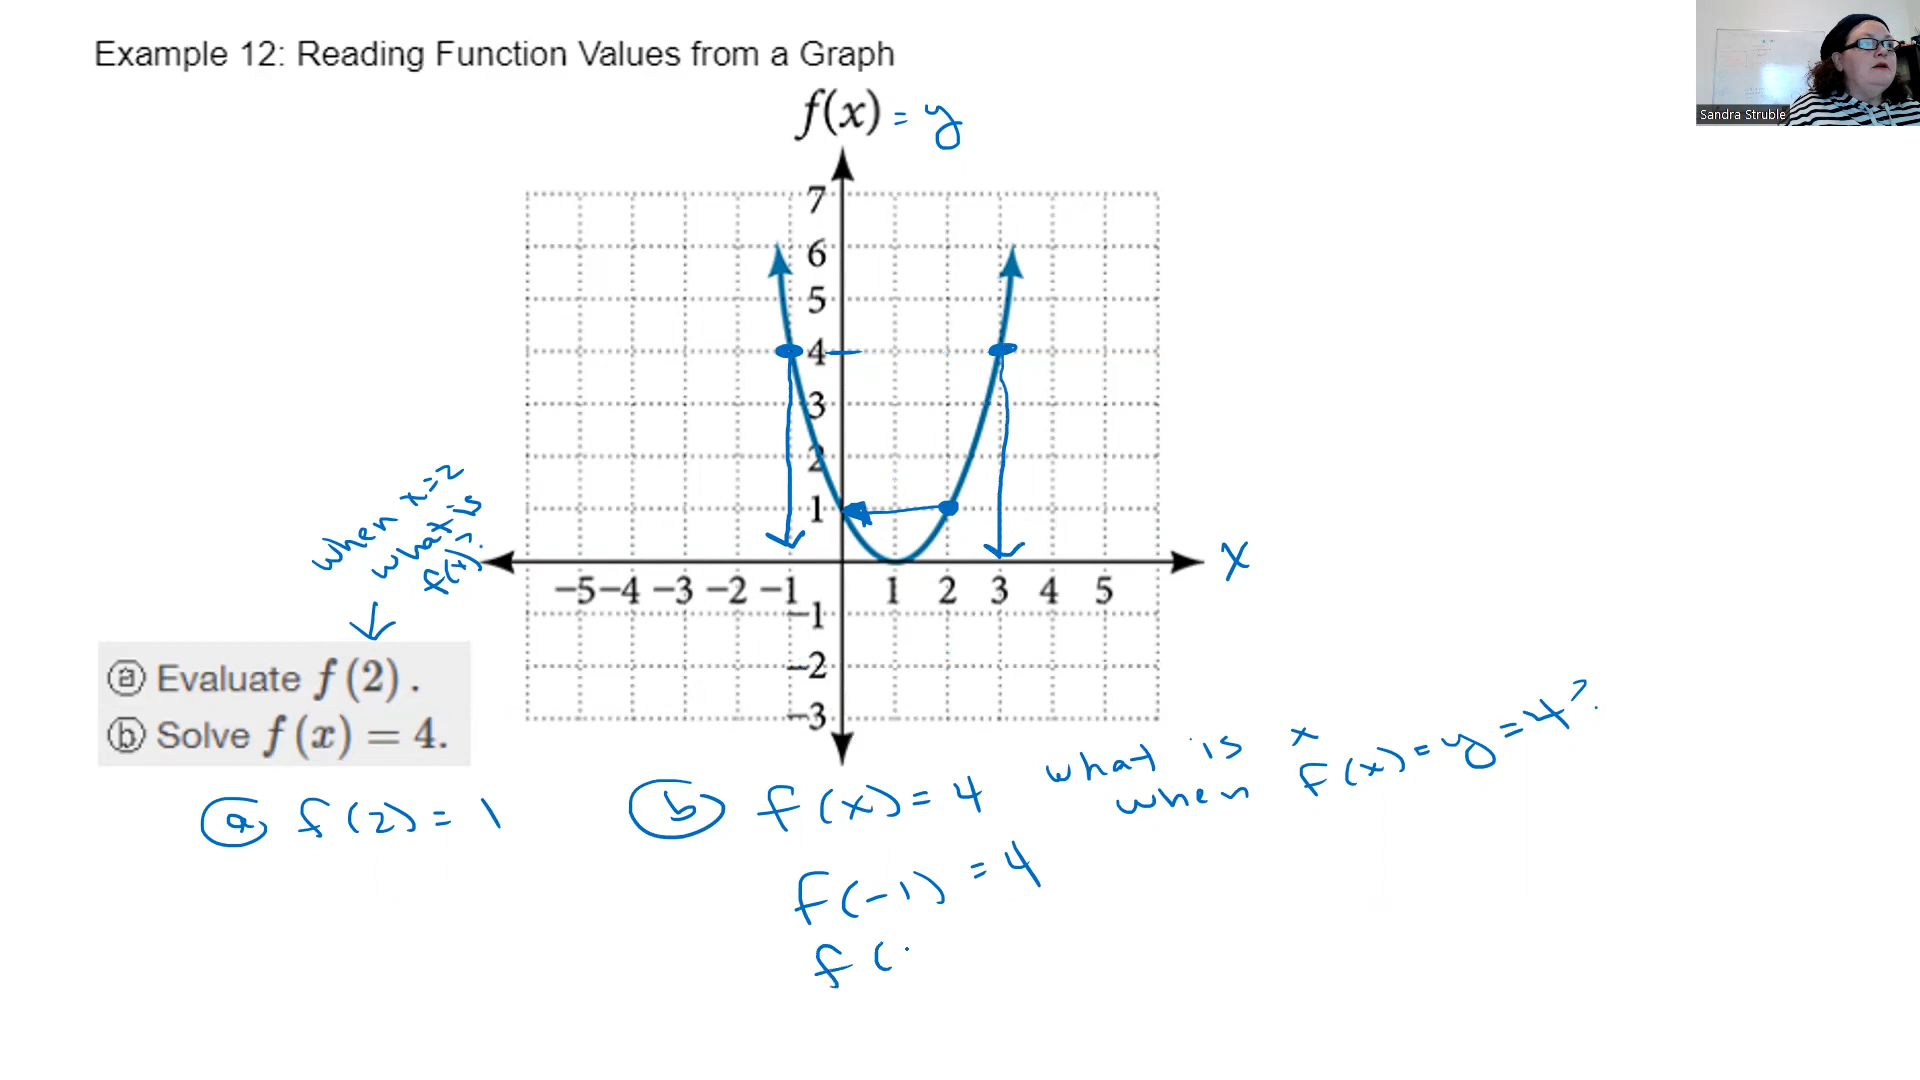 Example 12: Reading Function Values from a Graph
Sandra Struble
f(x) = y
7
6
5
4
3
2
1
x
−5 −4 −3 −2 −1 1 2 3 4 5
−1
−2
−3
when x=2
what is
f(x)?
ⓐ Evaluate f (2) .
ⓑ Solve f (x) = 4.
ⓐ f(2) = 1
ⓑ f(x) = 4
what is x
when f(x) = y = 4?
f(-1) = 4
f(